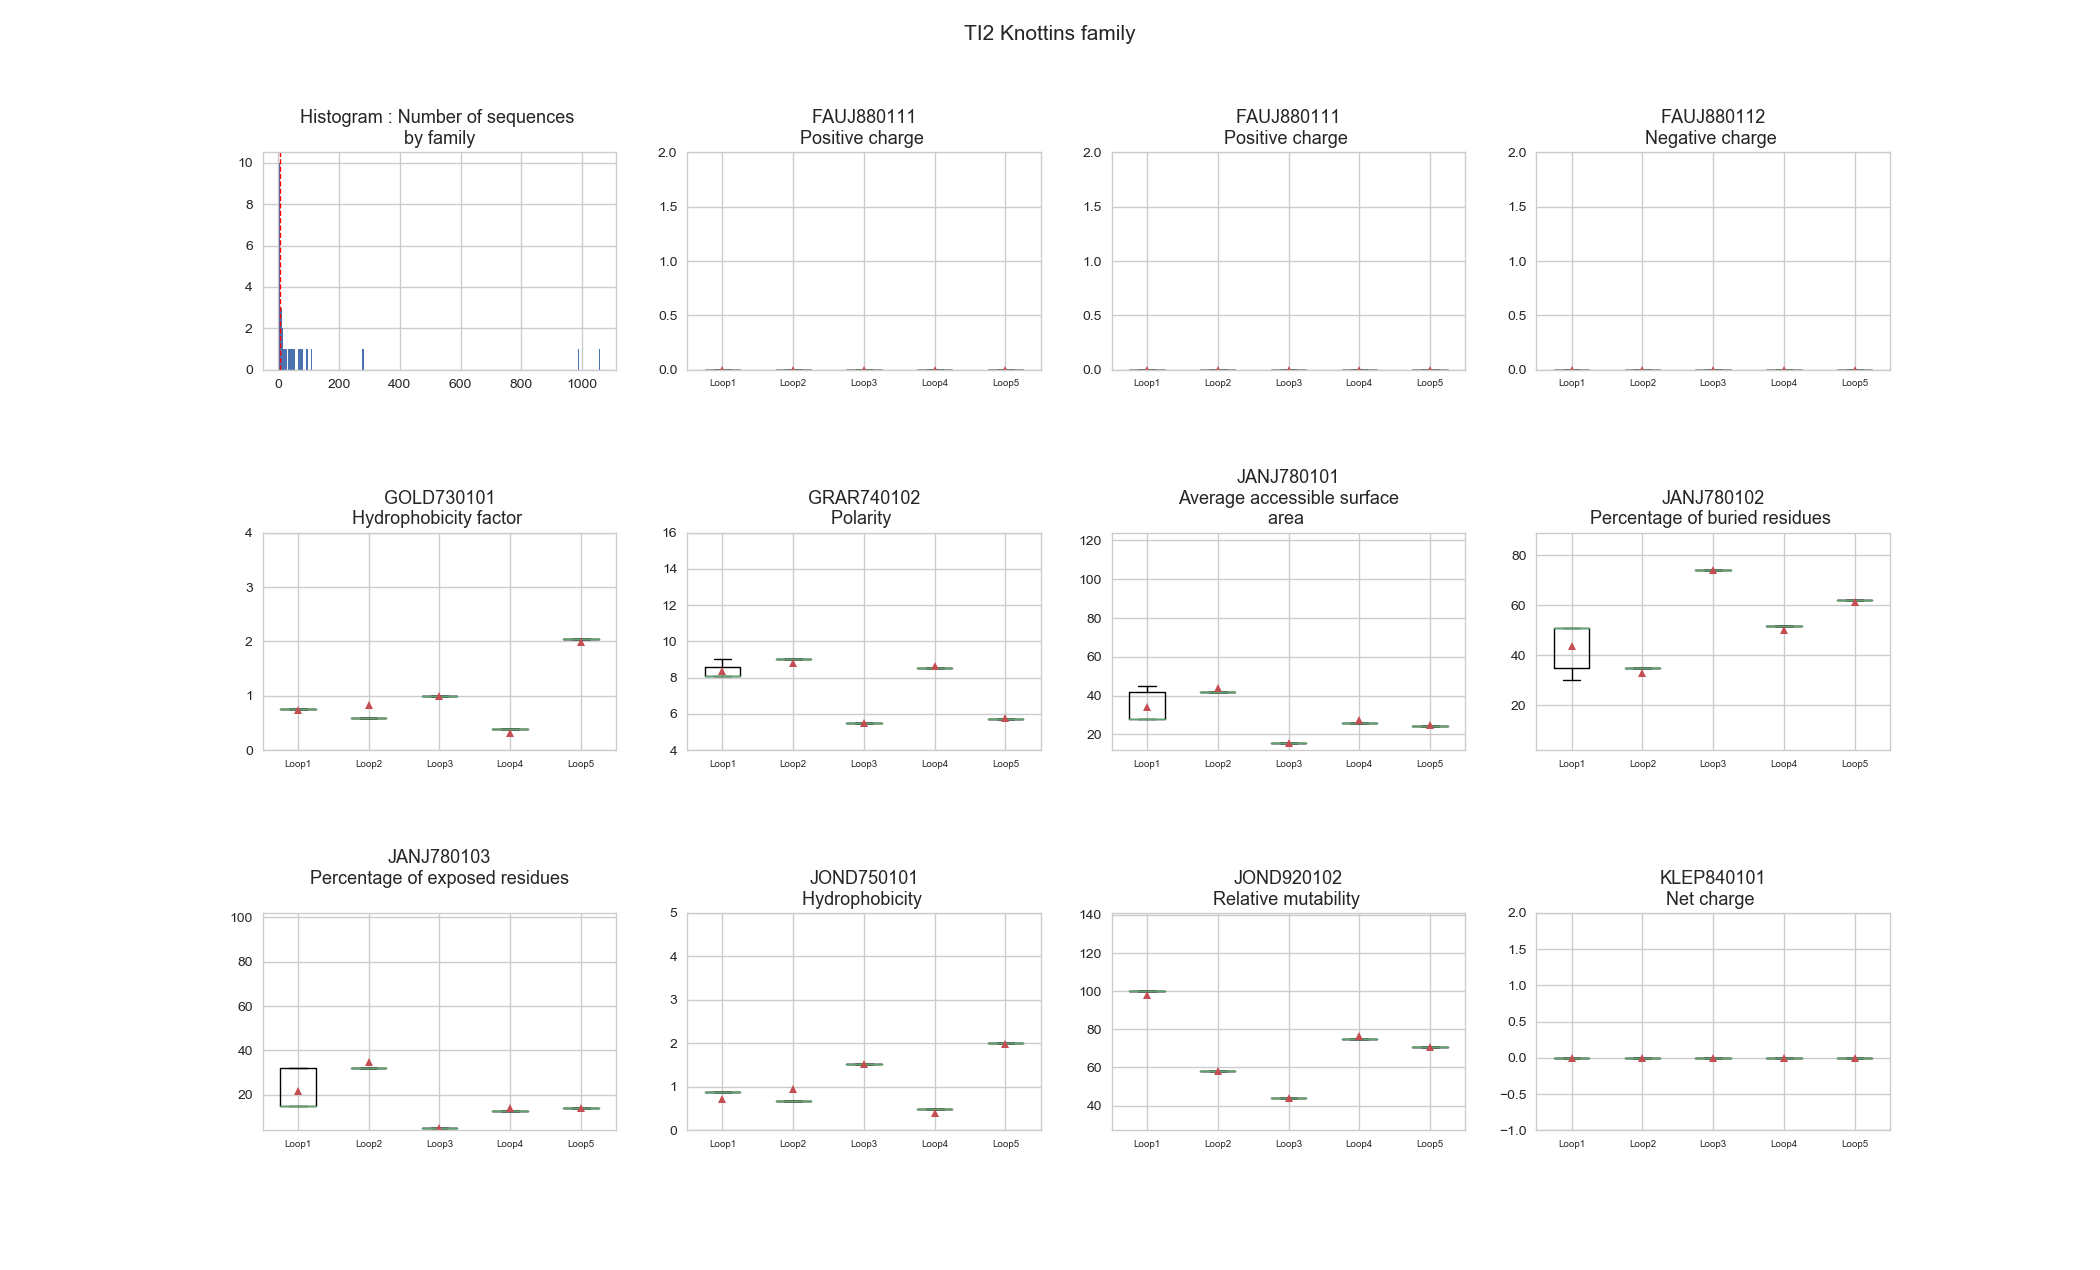 TI2 Knottins family
Histogram : Number of sequences
by family
10
8
6
4
2
0
0 200 400 600 800 1000
FAUJ880111
Positive charge
2.0
1.5
1.0
0.5
0.0
Loop1 Loop2 Loop3 Loop4 Loop5
FAUJ880111
Positive charge
2.0
1.5
1.0
0.5
0.0
Loop1 Loop2 Loop3 Loop4 Loop5
FAUJ880112
Negative charge
2.0
1.5
1.0
0.5
0.0
Loop1 Loop2 Loop3 Loop4 Loop5
GOLD730101
Hydrophobicity factor
4
3
2
1
0
Loop1 Loop2 Loop3 Loop4 Loop5
GRAR740102
Polarity
16
14
12
10
8
6
4
Loop1 Loop2 Loop3 Loop4 Loop5
JANJ780101
Average accessible surface
area
120
100
80
60
40
20
Loop1 Loop2 Loop3 Loop4 Loop5
JANJ780102
Percentage of buried residues
80
60
40
20
Loop1 Loop2 Loop3 Loop4 Loop5
JANJ780103
Percentage of exposed residues
100
80
60
40
20
Loop1 Loop2 Loop3 Loop4 Loop5
JOND750101
Hydrophobicity
5
4
3
2
1
0
Loop1 Loop2 Loop3 Loop4 Loop5
JOND920102
Relative mutability
140
120
100
80
60
40
Loop1 Loop2 Loop3 Loop4 Loop5
KLEP840101
Net charge
2.0
1.5
1.0
0.5
0.0
−0.5
−1.0
Loop1 Loop2 Loop3 Loop4 Loop5